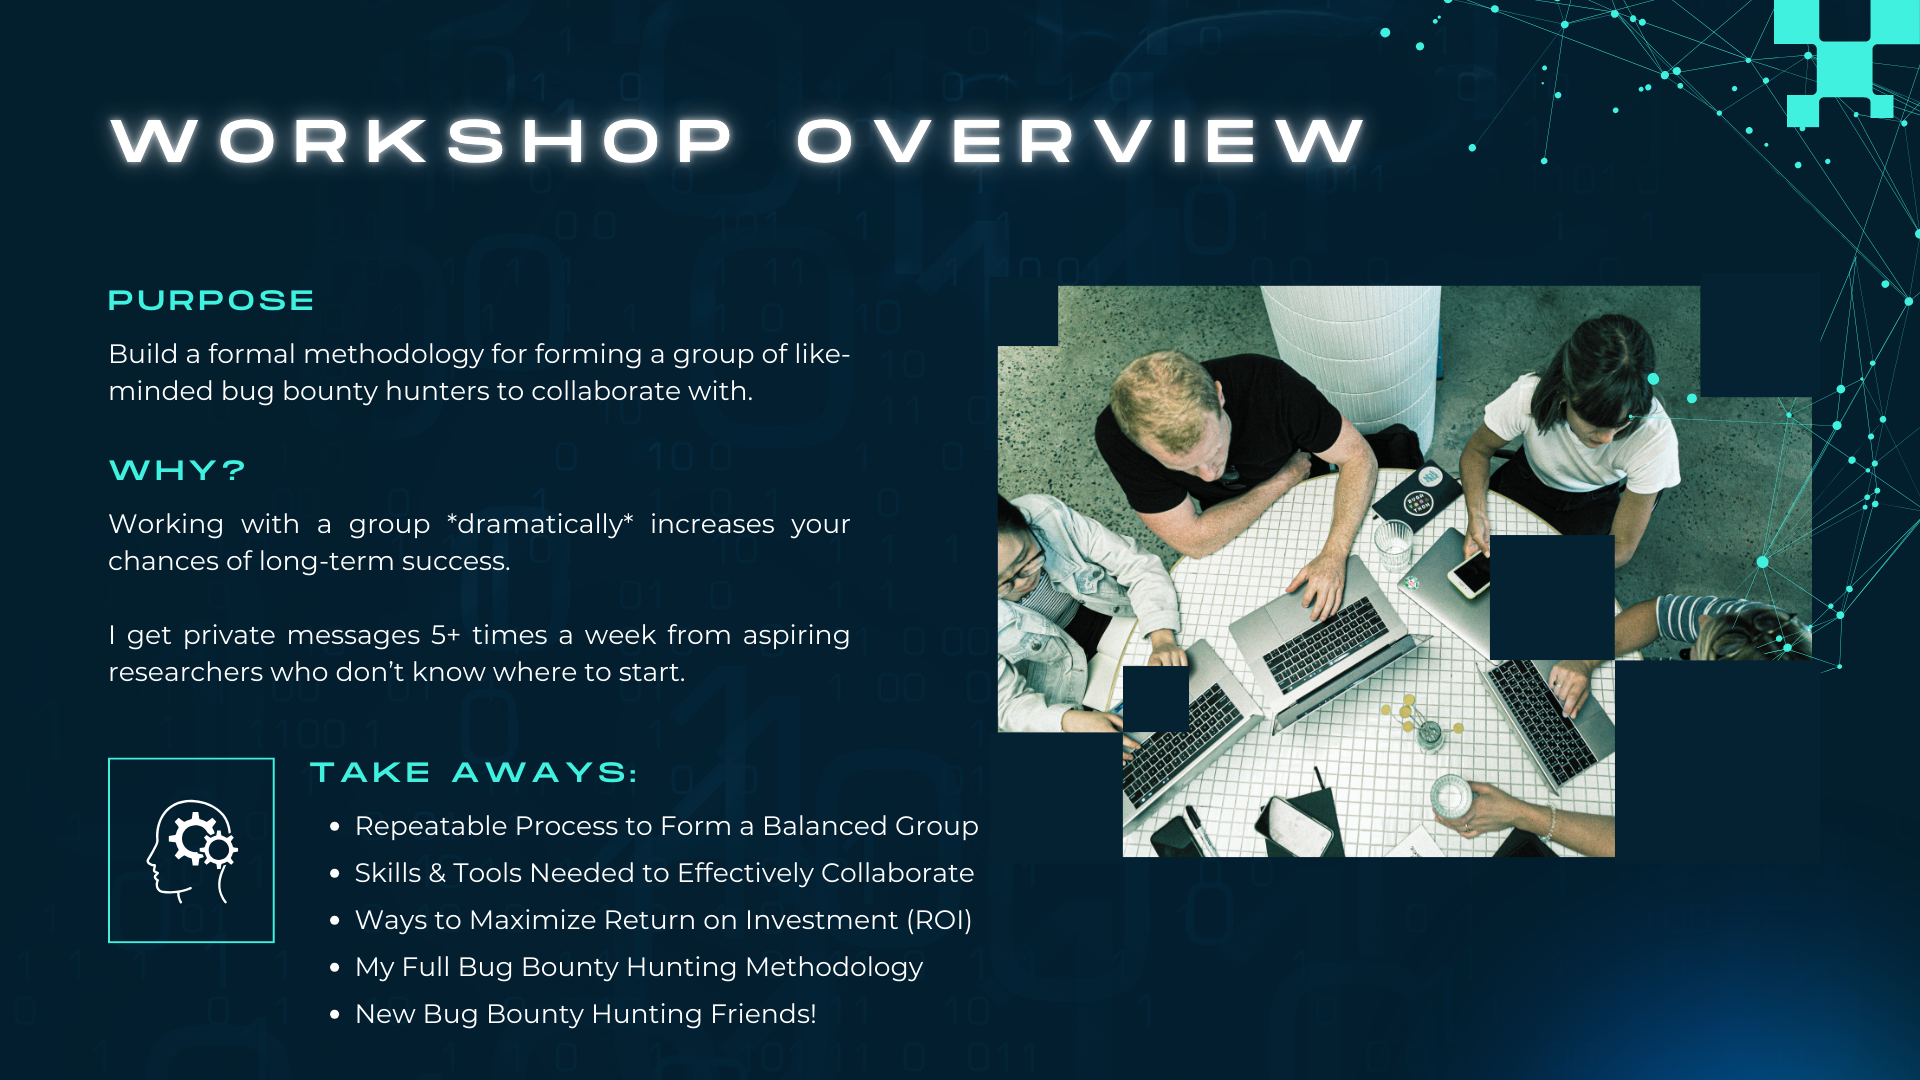 WORKSHOP OVERVIEW
PURPOSE
Build a formal methodology for forming a group of like-
minded bug bounty hunters to collaborate with.
WHY?
Working with a group *dramatically* increases your
chances of long-term success.
I get private messages 5+ times a week from aspiring
researchers who don’t know where to start.
TAKE AWAYS:
• Repeatable Process to Form a Balanced Group
• Skills & Tools Needed to Effectively Collaborate
• Ways to Maximize Return on Investment (ROI)
• My Full Bug Bounty Hunting Methodology
• New Bug Bounty Hunting Friends!